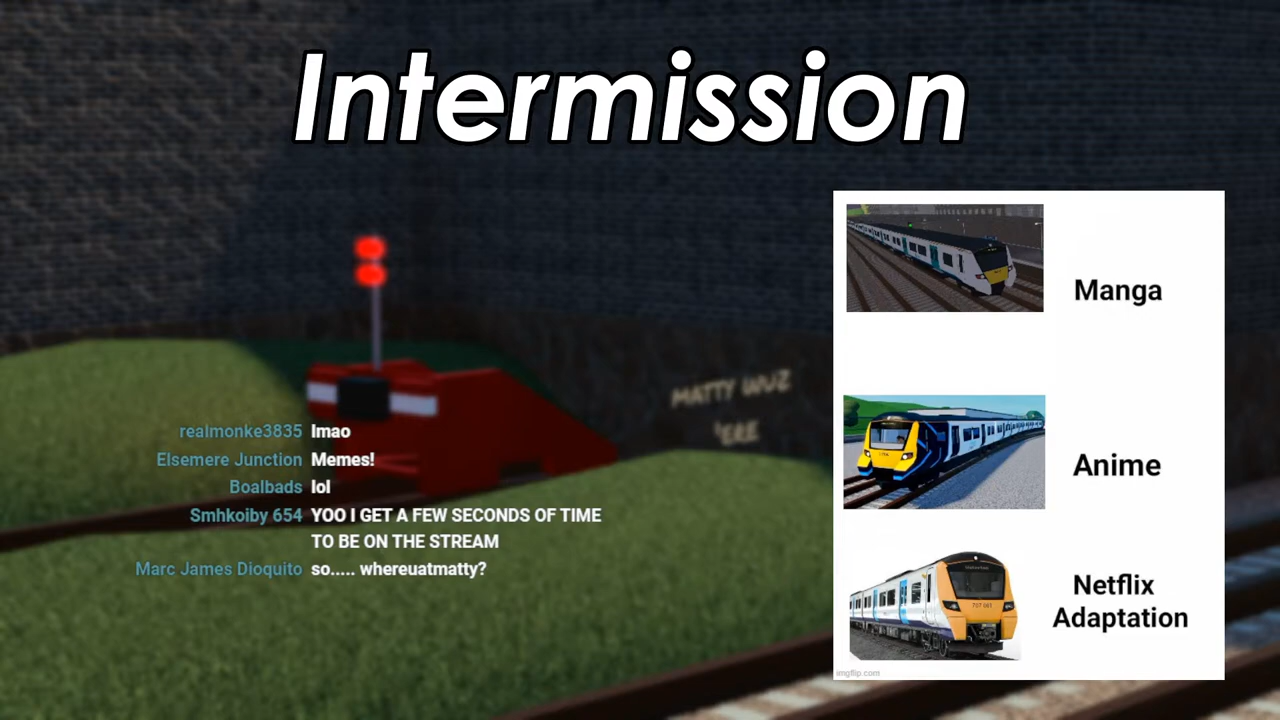 Intermission
MATTY WUZ
'ERE
realmonke3835 lmao
Elsemere Junction Memes!
Boalbads lol
Smhkoiby 654 YOO I GET A FEW SECONDS OF TIME
TO BE ON THE STREAM
Marc James Dioquito so..... whereuatmatty?
Manga
Anime
Netflix
Adaptation
imgflip.com